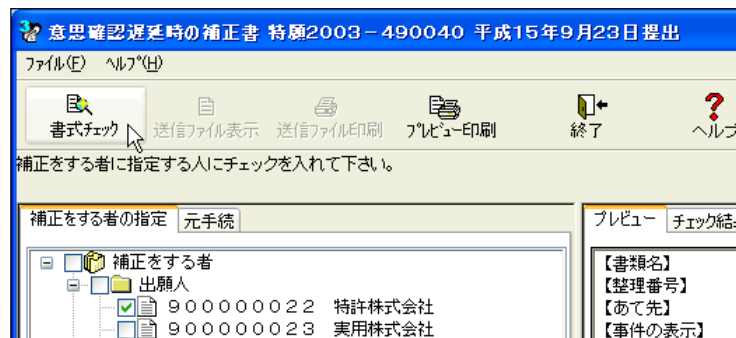 意思確認遅延時の補正書 特願2003-490040 平成15年9月23日提出
ファイル(F) ヘルプ(H)
書式チェック 送信ファイル表示 送信ファイル印刷 プレビュー印刷 終了 ヘルプ
補正をする者に指定する人にチェックを入れて下さい。
補正をする者の指定 元手続 プレビュー チェック結
補正をする者
出願人
900000022 特許株式会社
900000023 実用株式会社
【書類名】
【整理番号】
【あて先】
【事件の表示】